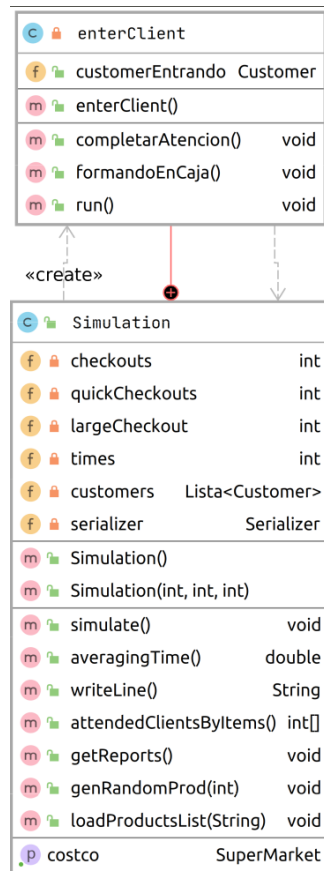 C enterClient
f customerEntrando Customer
m enterClient()
m completarAtencion() void
m formandoEnCaja() void
m run() void
«create»
C Simulation
f checkouts int
f quickCheckouts int
f largeCheckout int
f times int
f customers Lista<Customer>
f serializer Serializer
m Simulation()
m Simulation(int, int, int)
m simulate() void
m averagingTime() double
m writeLine() String
m attendedClientsByItems() int[]
m getReports() void
m genRandomProd(int) void
m loadProductsList(String) void
p costco SuperMarket